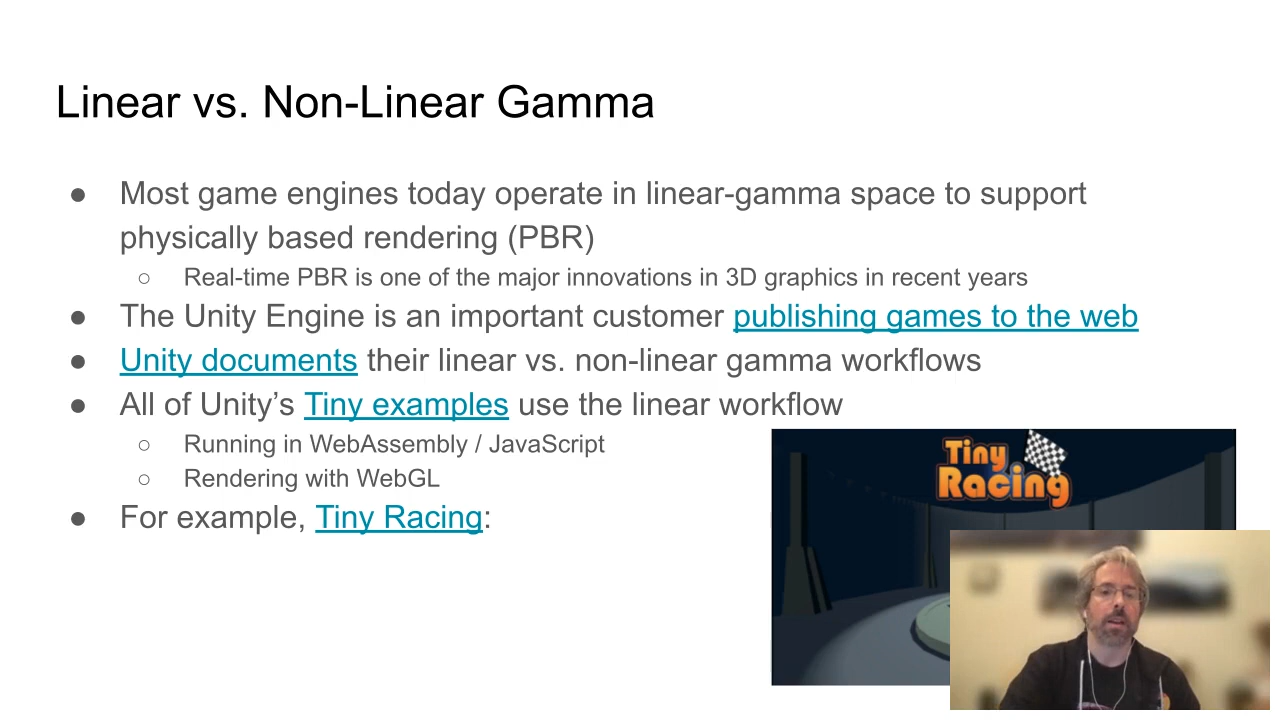 Linear vs. Non-Linear Gamma
● Most game engines today operate in linear-gamma space to support
physically based rendering (PBR)
○ Real-time PBR is one of the major innovations in 3D graphics in recent years
● The Unity Engine is an important customer publishing games to the web
● Unity documents their linear vs. non-linear gamma workflows
● All of Unity’s Tiny examples use the linear workflow
○ Running in WebAssembly / JavaScript
○ Rendering with WebGL
● For example, Tiny Racing:
Tiny
Racing